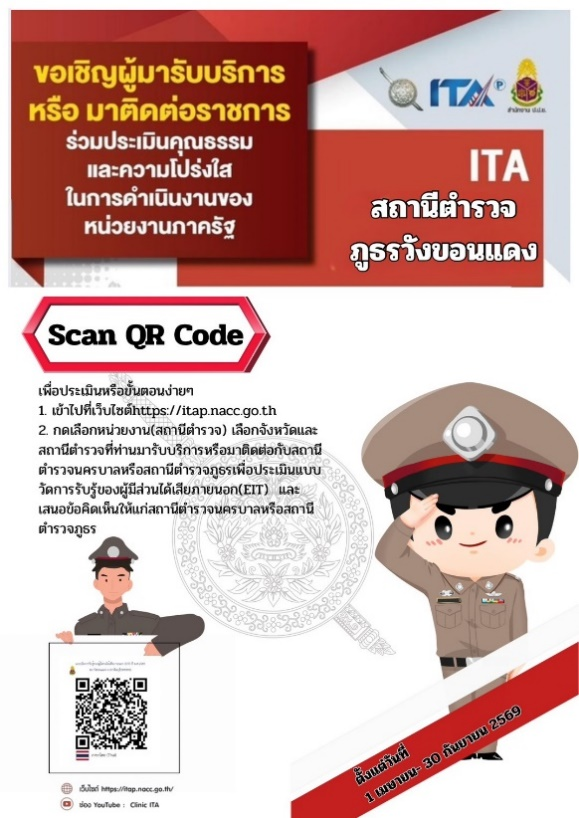 ขอเชิญผู้มารับบริการ
หรือ มาติดต่อราชการ
ร่วมประเมินคุณธรรม
และความโปร่งใส
ในการดำเนินงานของ
หน่วยงานภาครัฐ
ITA P
สำนักงาน ป.ป.ช.
ITA
สถานีตำรวจ
ภูธรวังขอนแดง
Scan QR Code
เพื่อประเมินหรือขั้นตอนง่ายๆ
1. เข้าไปที่เว็บไซต์https://itap.nacc.go.th
2. กดเลือกหน่วยงาน(สถานีตำรวจ) เลือกจังหวัดและ
สถานีตำรวจที่ท่านมารับบริการหรือมาติดต่อกับสถานี
ตำรวจนครบาลหรือสถานีตำรวจภูธรเพื่อประเมินแบบ
วัดการรับรู้ของผู้มีส่วนได้เสียภายนอก(EIT) และ
เสนอข้อคิดเห็นให้แก่สถานีตำรวจนครบาลหรือสถานี
ตำรวจภูธร
เว็บไซต์ https://itap.nacc.go.th/
ช่อง YouTube : Clinic ITA
ตั้งแต่วันที่
1 เมษายน- 30 กันยายน 2569